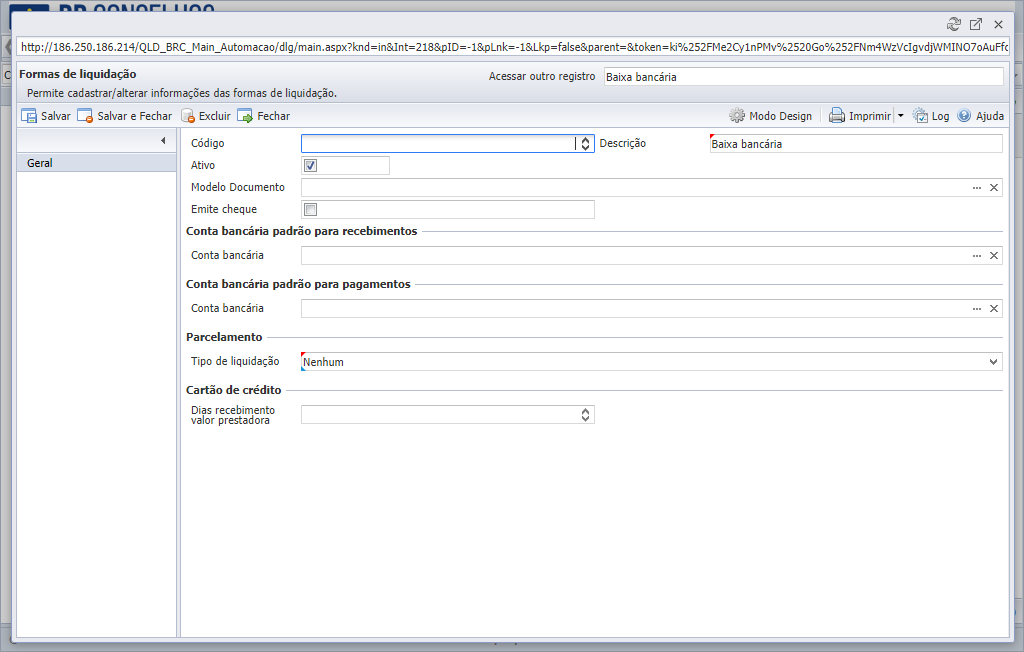 http://186.250.186.214/QLD_BRC_Main_Automacao/dlg/main.aspx?knd=in&Int=218&pID=-1&pLnk=-1&Lkp=false&parent=&token=ki%252FMe2Cy1nPMv%2520Go%252FNm4WzVcIgvdjWMINO7oAuFfc
Formas de liquidação
Acessar outro registro Baixa bancária
Permite cadastrar/alterar informações das formas de liquidação.
Salvar Salvar e Fechar Excluir Fechar Modo Design Imprimir Log Ajuda
Geral
Código Descrição Baixa bancária
Ativo
Modelo Documento
Emite cheque
Conta bancária padrão para recebimentos
Conta bancária
Conta bancária padrão para pagamentos
Conta bancária
Parcelamento
Tipo de liquidação Nenhum
Cartão de crédito
Dias recebimento
valor prestadora